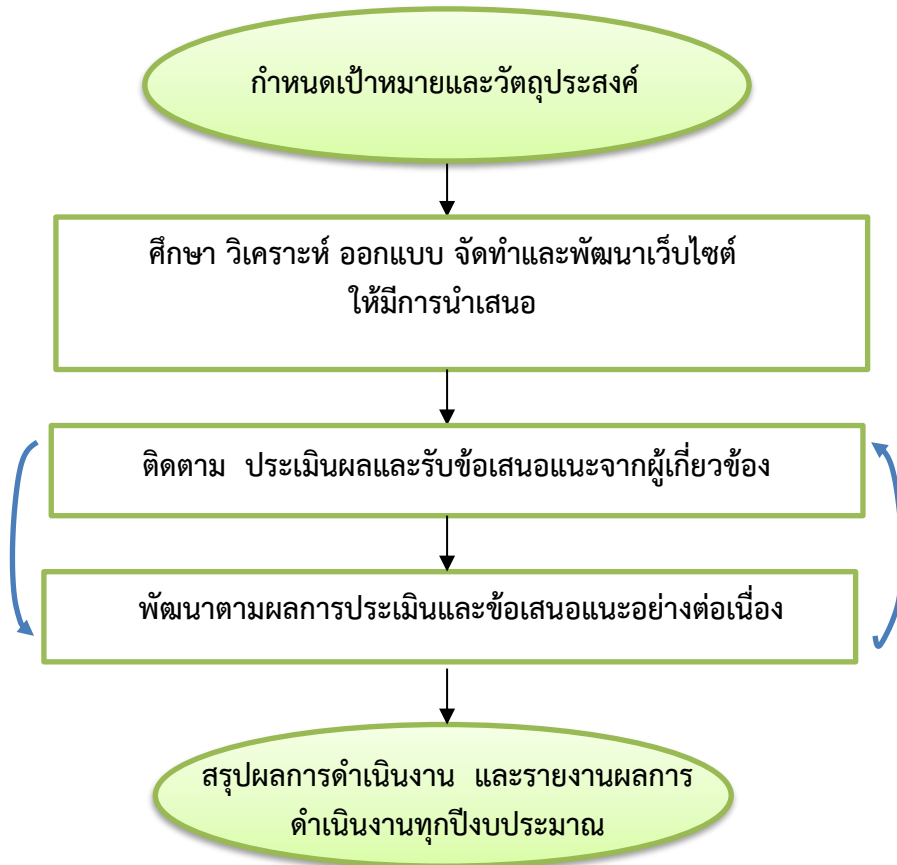 กำหนดเป้าหมายและวัตถุประสงค์
ศึกษา วิเคราะห์ ออกแบบ จัดทำและพัฒนาเว็บไซต์
ให้มีการนำเสนอ
ติดตาม ประเมินผลและรับข้อเสนอแนะจากผู้เกี่ยวข้อง
พัฒนาตามผลการประเมินและข้อเสนอแนะอย่างต่อเนื่อง
สรุปผลการดำเนินงาน และรายงานผลการ
ดำเนินงานทุกปีงบประมาณ